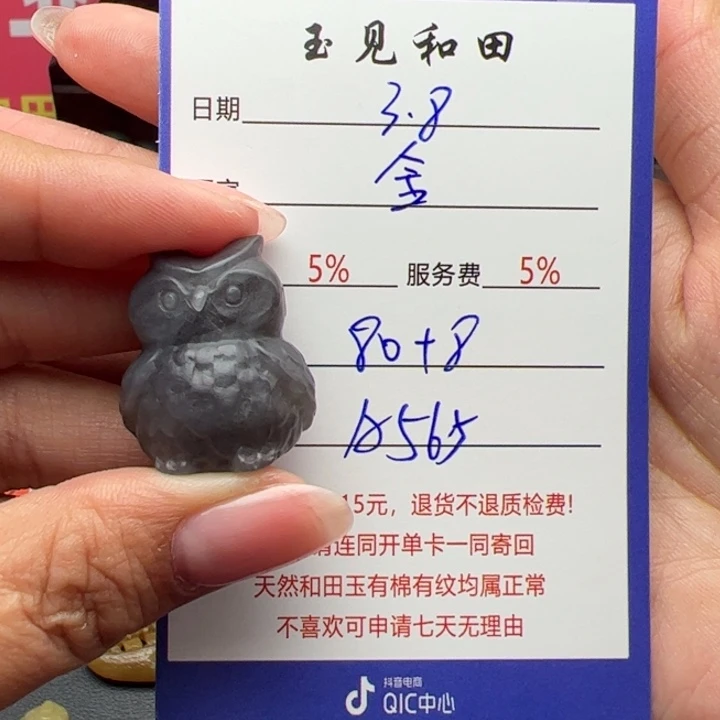 玉见和田
日期 3.8
金
5% 服务费 5%
80+8
A565
15元，退货不退质检费！
请连同开单卡一同寄回
天然和田玉有棉有纹均属正常
不喜欢可申请七天无理由
抖音电商
QIC中心